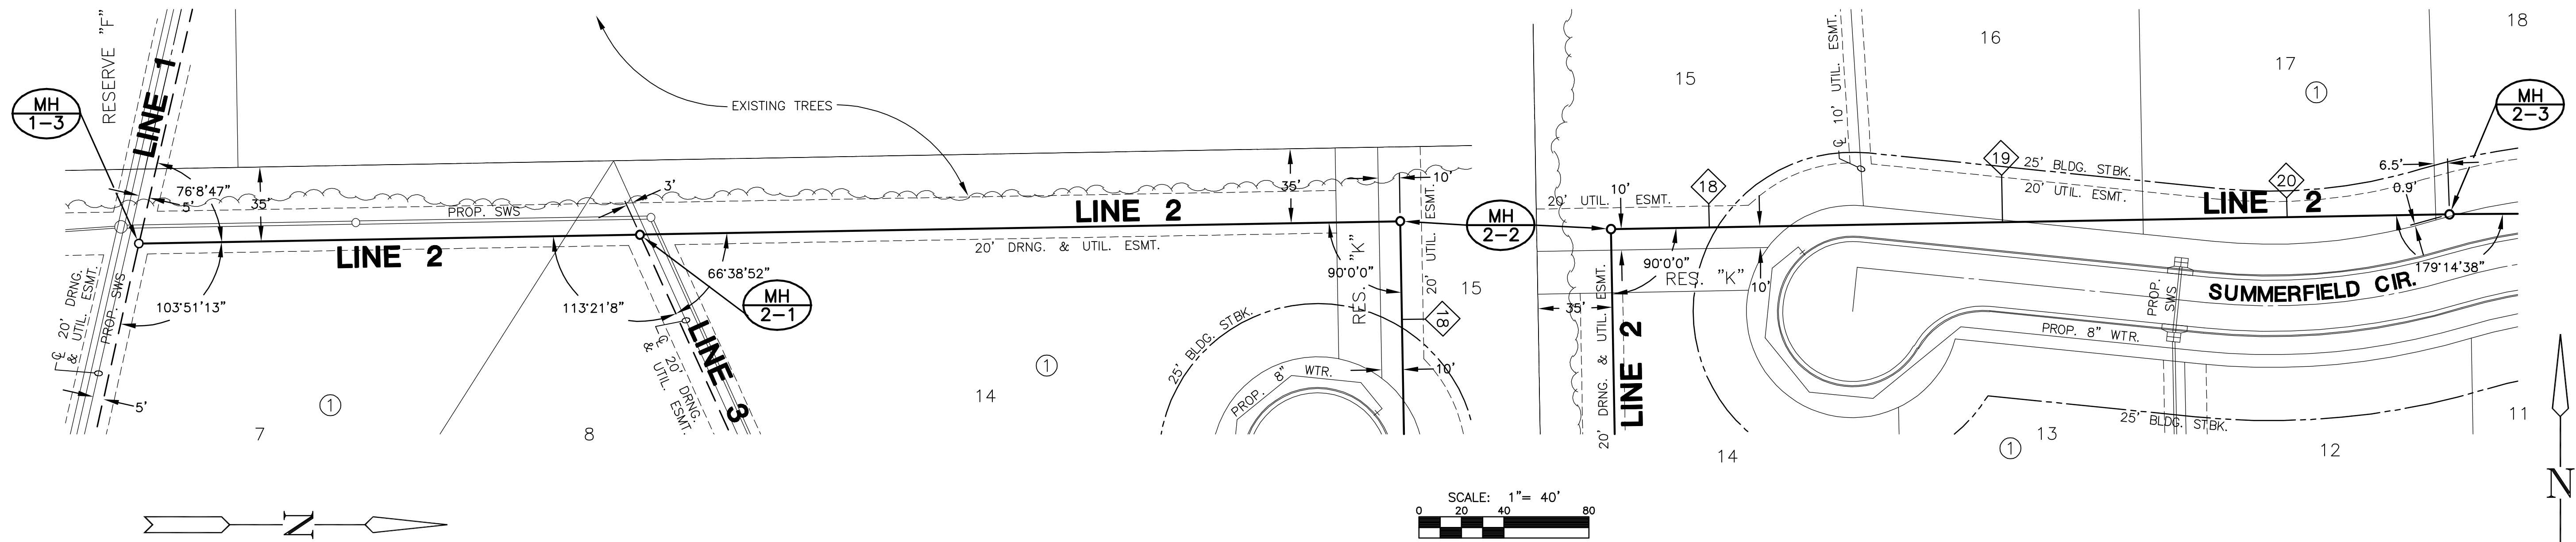 RESERVE "F"
LINE 1
MH
1-3
76°8'47"
5'
35'
PROP. SWS
3'
EXISTING TREES
LINE 2
LINE 2
20' DRNG. & UTIL. ESMT.
35'
10'
20' UTIL. ESMT.
90°0'0"
RES. "K"
15
18
10'
103°51'13"
20' DRNG.
& UTIL. ESMT.
PROP. SWS
℄
5'
113°21'8"
66°38'52"
MH
2-1
LINE 3
℄ 20' DRNG.
& UTIL. ESMT.
1
7
8
14
1
25' BLDG. STBK.
PROP. 8" WTR.
MH
2-2
20' UTIL. ESMT.
10'
18
15
℄ 10' UTIL. ESMT.
16
17
1
18
MH
2-3
19
25' BLDG. STBK.
20' UTIL. ESMT.
20
LINE 2
6.5'
0.9'
179°14'38"
90°0'0"
RES. "K"
10'
35'
20' DRNG. & UTIL. ESMT.
LINE 2
SUMMERFIELD CIR.
PROP.
SWS
PROP. 8" WTR.
25' BLDG. STBK.
14
1
13
12
11
N
SCALE: 1"= 40'
0 20 40 80
N